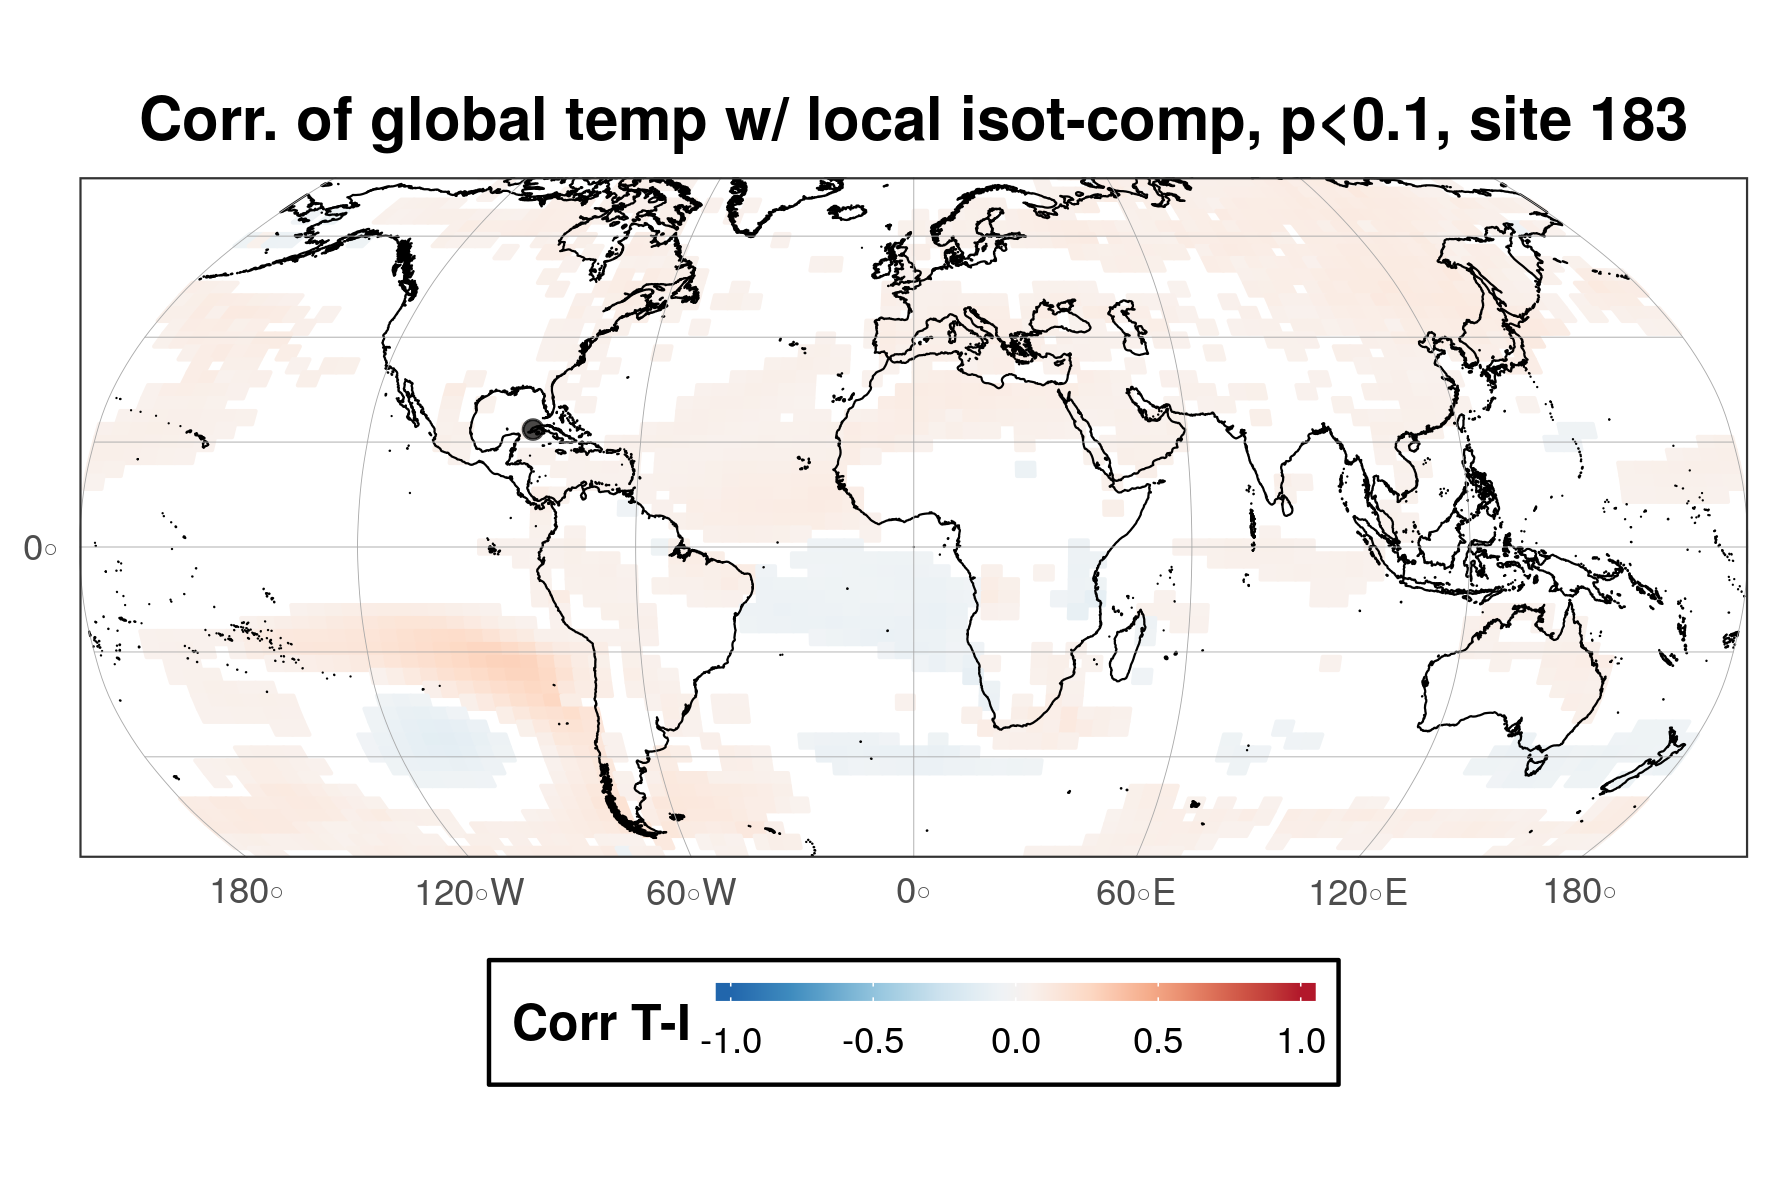 Corr. of global temp w/ local isot-comp, p<0.1, site 183
0°
180° 120°W 60°W 0° 60°E 120°E 180°
Corr T-I
-1.0 -0.5 0.0 0.5 1.0